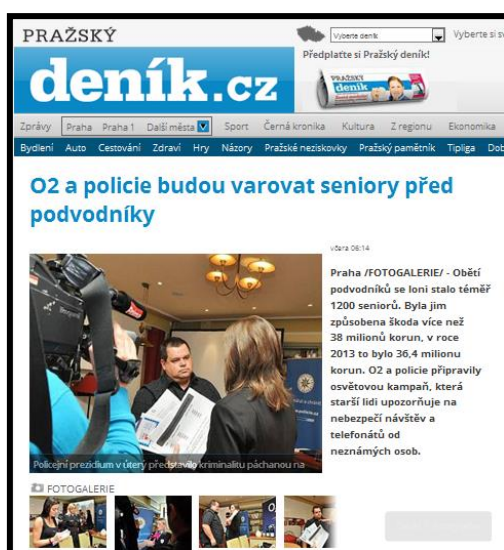 PRAŽSKÝ
deník.cz
Vyberte deník
Vyberte si sv
Předplaťte si Pražský deník!
PRAŽSKÝ
deník
Zprávy Praha Praha 1 Další města Sport Černá kronika Kultura Z regionu Ekonomika
Bydlení Auto Cestování Zdraví Hry Názory Pražské neziskovky Pražský pamětník Tipliga Dob
O2 a policie budou varovat seniory před
podvodníky
včera 06:14
Praha /FOTOGALERIE/ - Obětí
podvodníků se loni stalo téměř
1200 seniorů. Byla jim
způsobena škoda více než
38 milionů korun, v roce
2013 to bylo 36,4 milionu
korun. O2 a policie připravily
osvětovou kampaň, která
starší lidi upozorňuje na
nebezpečí návštěv a
telefonátů od
neznámých osob.
Policejní prezidium v úterý představilo kriminalitu páchanou na
FOTOGALERIE